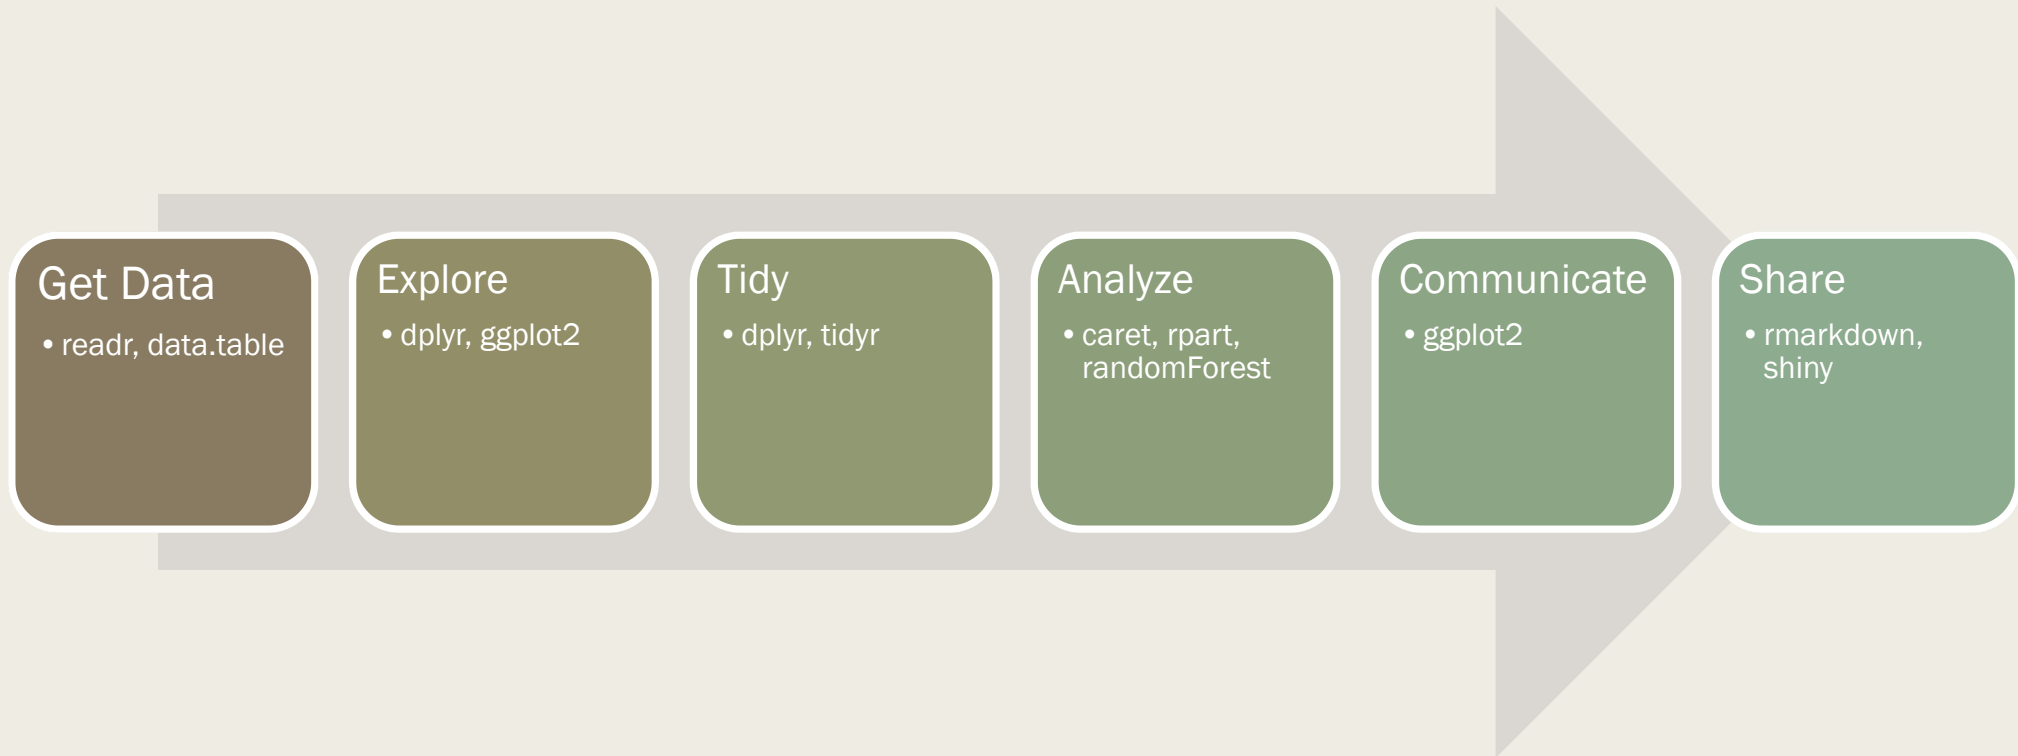 Get Data
• readr, data.table
Explore
• dplyr, ggplot2
Tidy
• dplyr, tidyr
Analyze
• caret, rpart,
randomForest
Communicate
• ggplot2
Share
• rmarkdown,
shiny